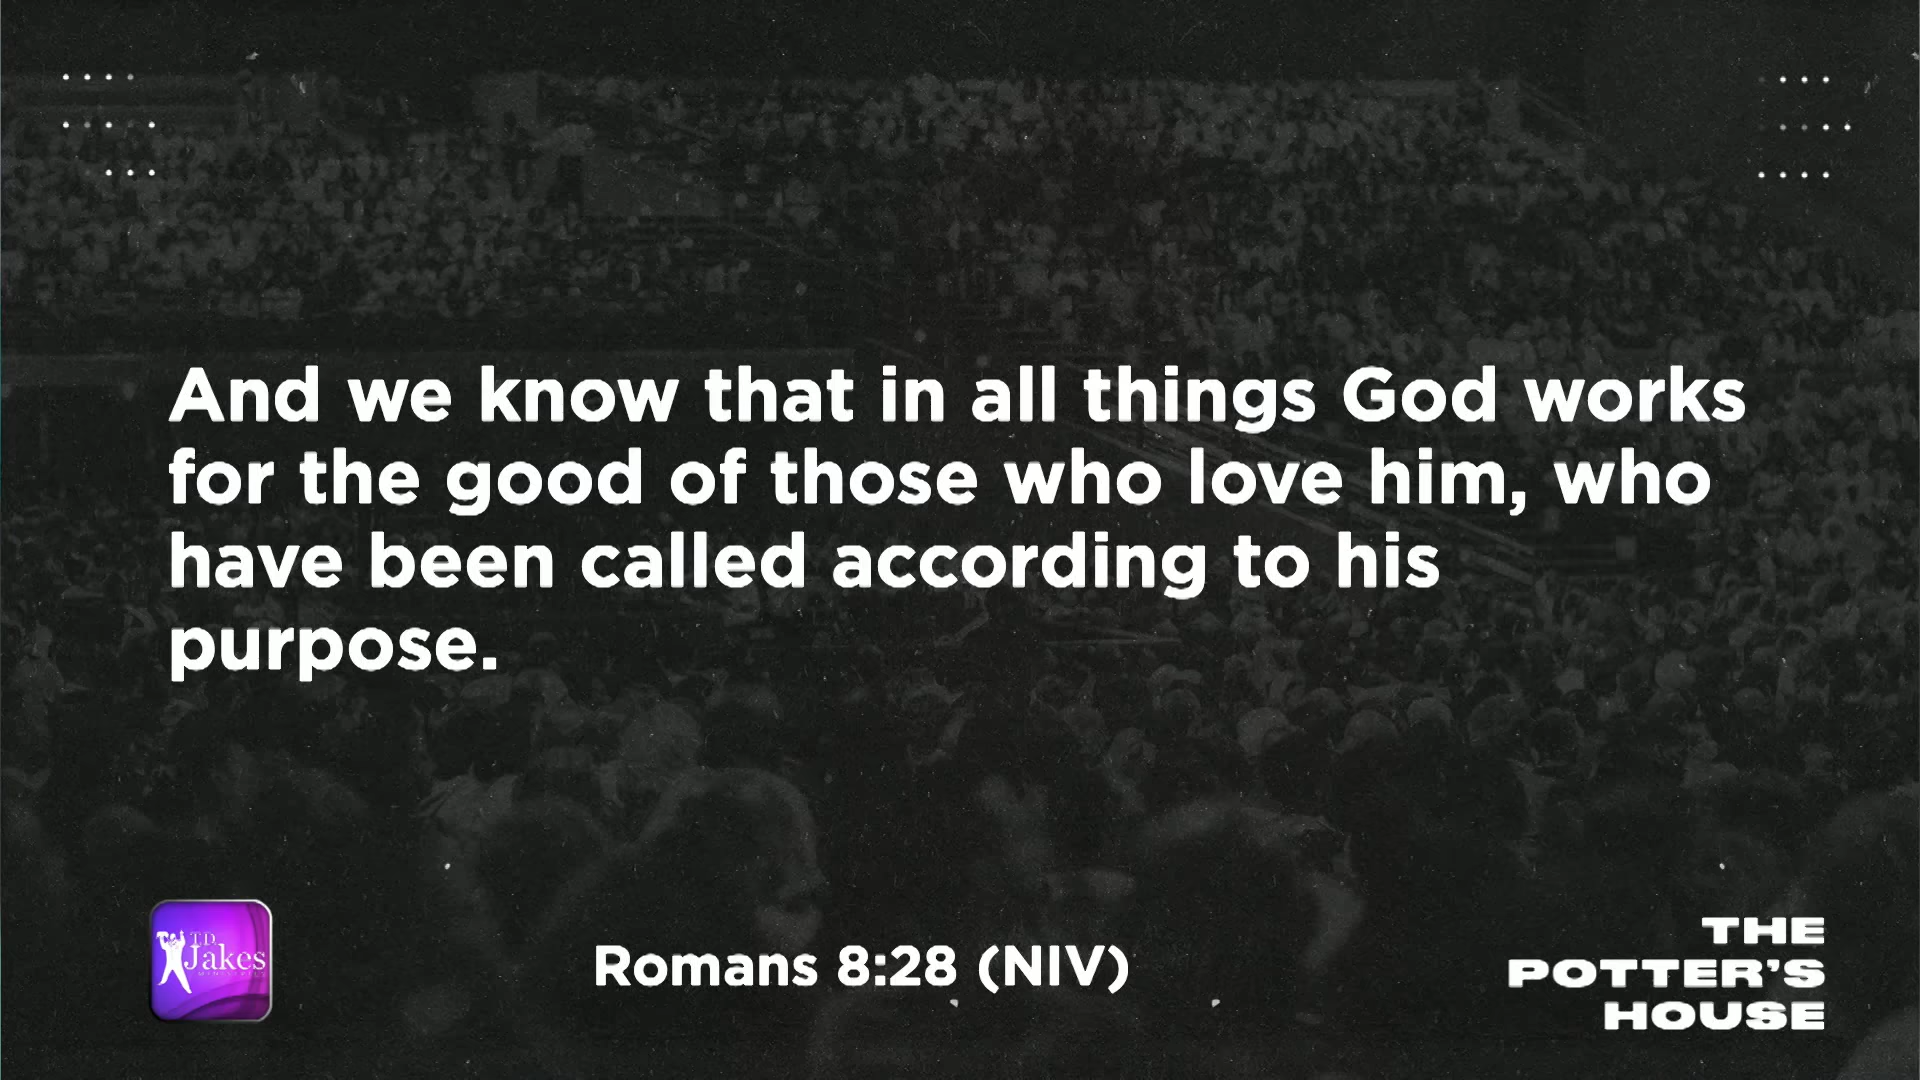 And we know that in all things God works
for the good of those who love him, who
have been called according to his
purpose.
T.D.
Jakes
MINISTRIES
Romans 8:28 (NIV)
THE
POTTER'S
HOUSE